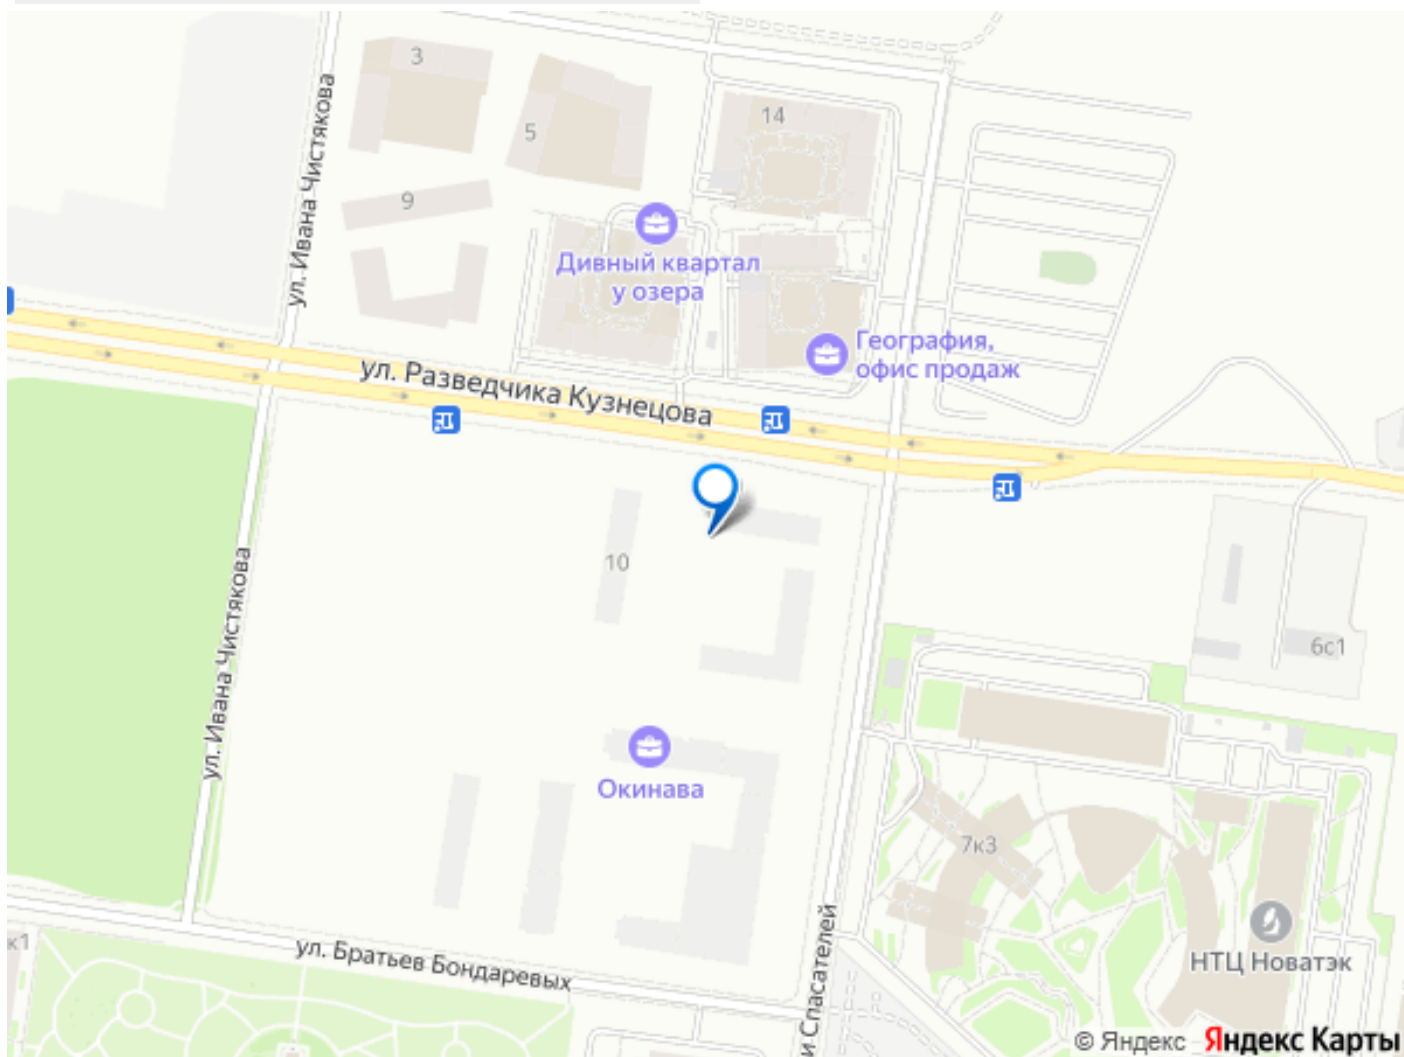 3
14
5
ул. Ивана Чистякова
9
Дивный квартал
у озера
География,
офис продаж
ул. Разведчика Кузнецова
10
ул. Ивана Чистякова
6с1
Окинава
7к3
к1
ул. Братьев Бондаревых
и Спасателей
НТЦ Новатэк
© Яндекс Яндекс Карты